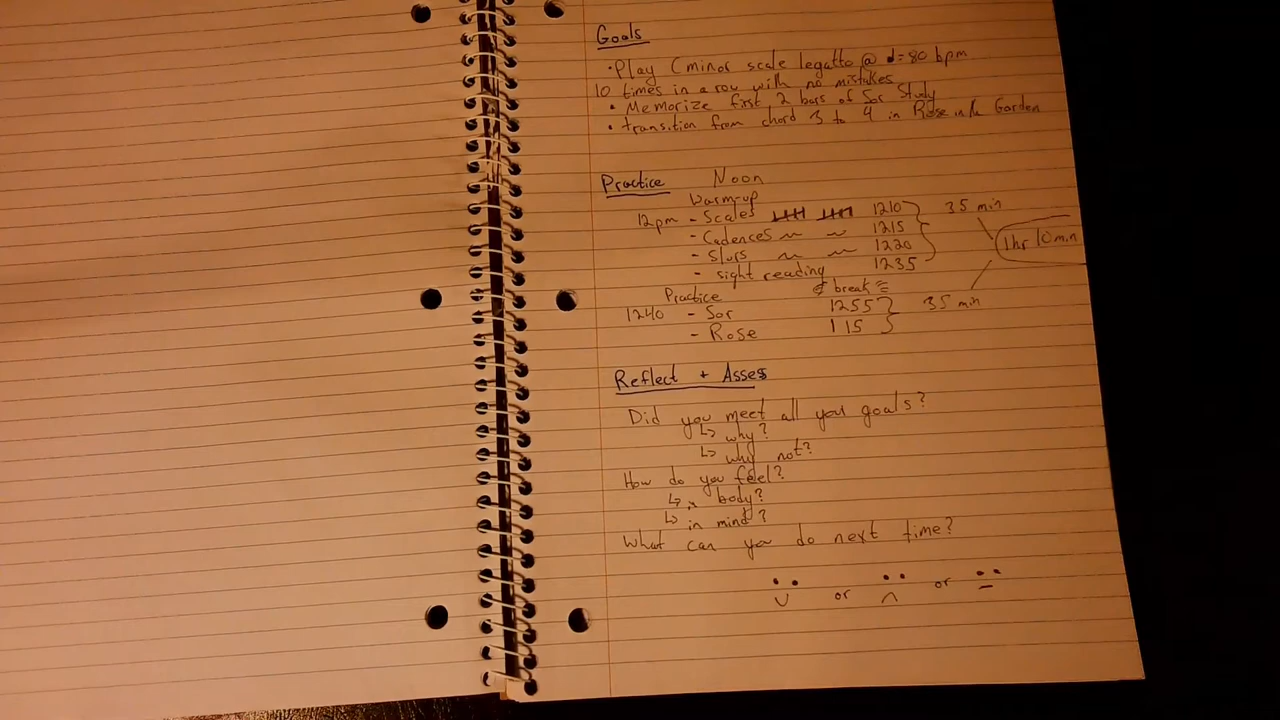 Goals
• Play C minor scale legatto @ d=80 bpm
10 times in a row with no mistakes
• Memorize first 2 bars of Sor Study
• transition from chord 3 to 4 in Rose in the Garden
Practice Noon
Warm-up
12pm - Scales 1210 35 min
- Cadences 1215
1hr 10min
- Slurs 1220
- sight reading 1235
Practice break
1240 - Sor 1255 35 min
- Rose 115
Reflect + Assess
Did you meet all your goals?
↳ why?
↳ why not?
How do you feel?
↳ in body?
↳ in mind?
What can you do next time?
or or